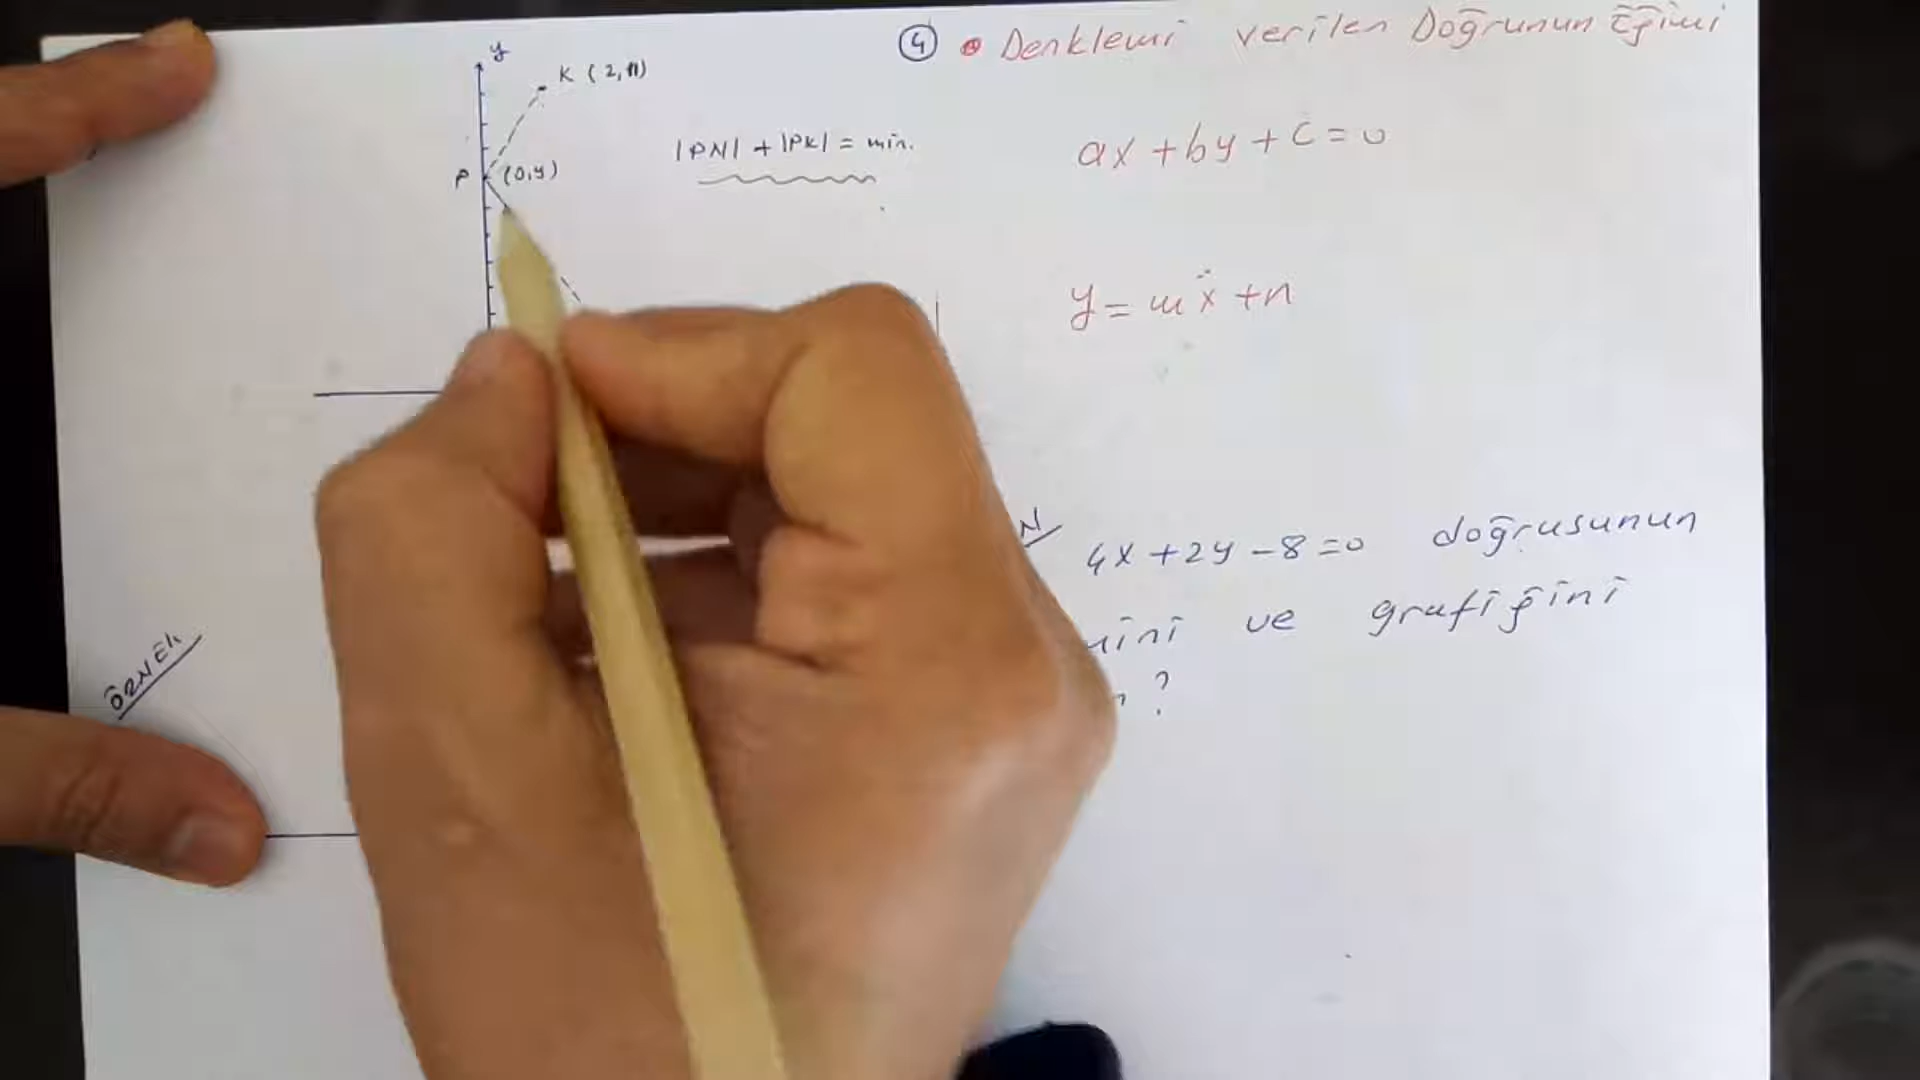 y
K (2,11)
P (0,y)
|PN| + |PK| = min.
ÖRNEK
④ • Denklemi verilen Doğrunun Eğimi
ax + by + c = 0
y = mx + n
4x + 2y - 8 = 0 doğrusunun
ve grafiğini
?